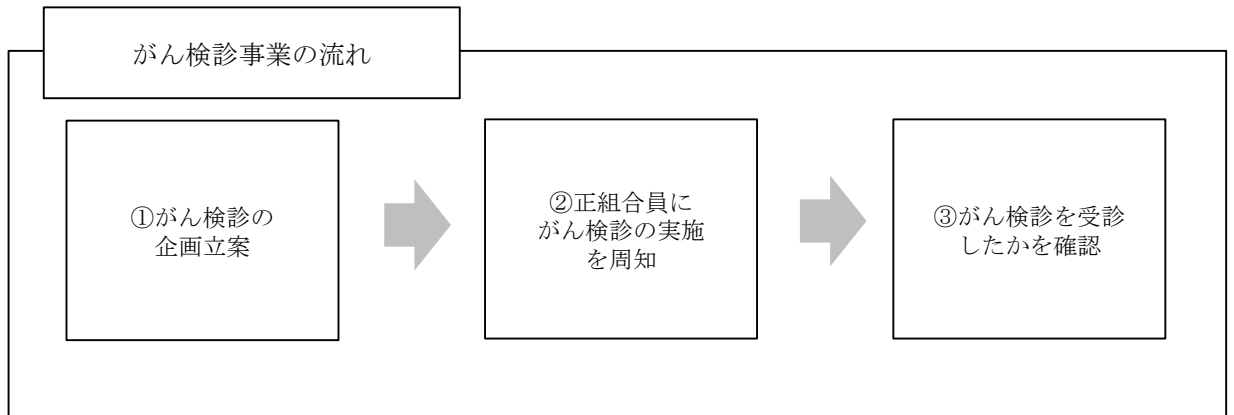 がん検診事業の流れ
①がん検診の
企画立案
②正組合員に
がん検診の実施
を周知
③がん検診を受診
したかを確認